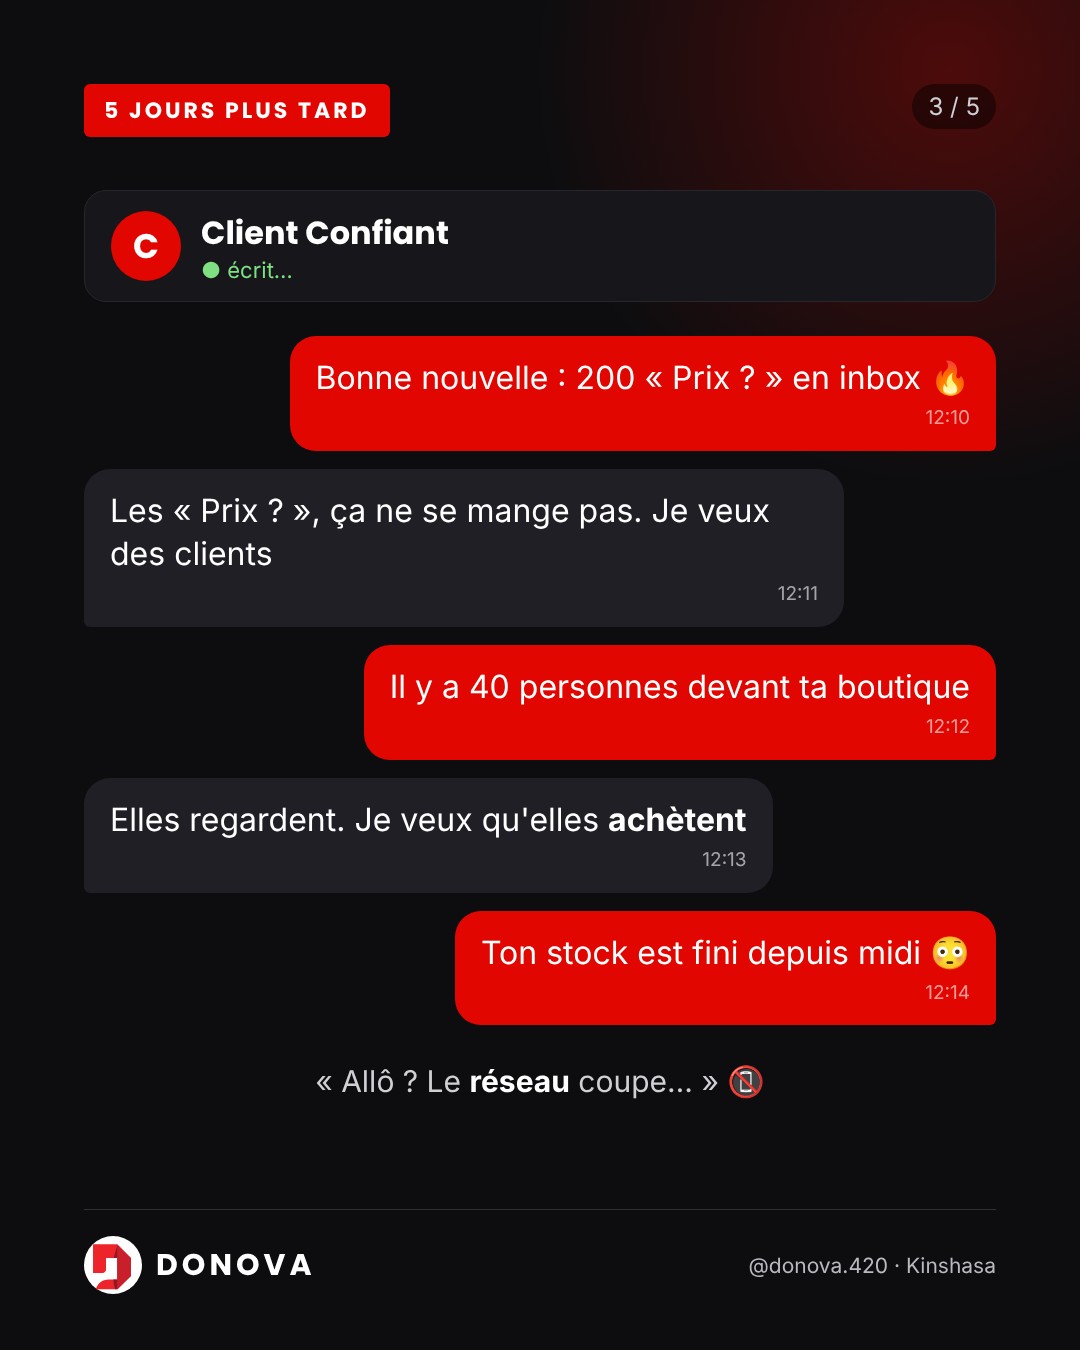 5 JOURS PLUS TARD
3 / 5
C
Client Confiant
écrit...
Bonne nouvelle : 200 « Prix ? » en inbox 🔥
12:10
Les « Prix ? », ça ne se mange pas. Je veux
des clients
12:11
Il y a 40 personnes devant ta boutique
12:12
Elles regardent. Je veux qu'elles achètent
12:13
Ton stock est fini depuis midi 😳
12:14
« Allô ? Le réseau coupe... » 📵
DONOVA
@donova.420 · Kinshasa